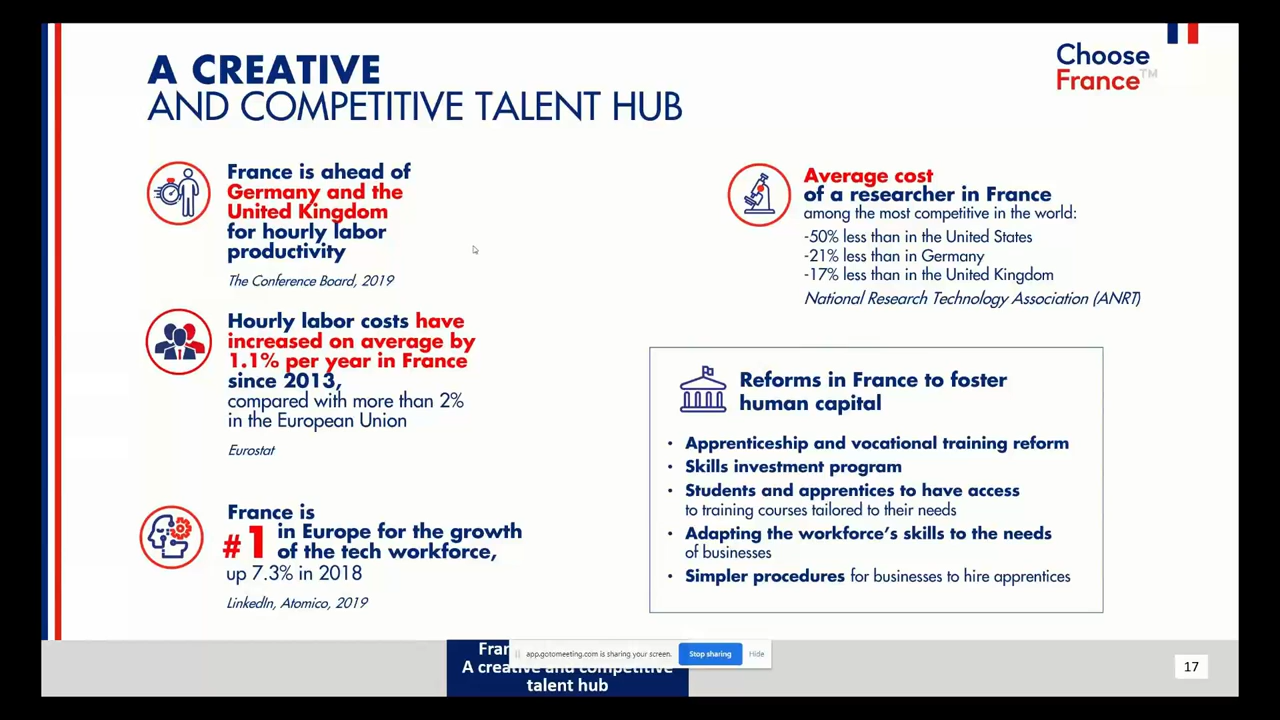 A CREATIVE
AND COMPETITIVE TALENT HUB
Choose
France™
France is ahead of
Germany and the
United Kingdom
for hourly labor
productivity
The Conference Board, 2019
Hourly labor costs have
increased on average by
1.1% per year in France
since 2013,
compared with more than 2%
in the European Union
Eurostat
France is
#1 in Europe for the growth
of the tech workforce,
up 7.3% in 2018
LinkedIn, Atomico, 2019
Average cost
of a researcher in France
among the most competitive in the world:
-50% less than in the United States
-21% less than in Germany
-17% less than in the United Kingdom
National Research Technology Association (ANRT)
Reforms in France to foster
human capital
• Apprenticeship and vocational training reform
• Skills investment program
• Students and apprentices to have access
to training courses tailored to their needs
• Adapting the workforce's skills to the needs
of businesses
• Simpler procedures for businesses to hire apprentices
app.gotomeeting.com is sharing your screen.
Stop sharing
Hide
A creative and competitive
talent hub
17